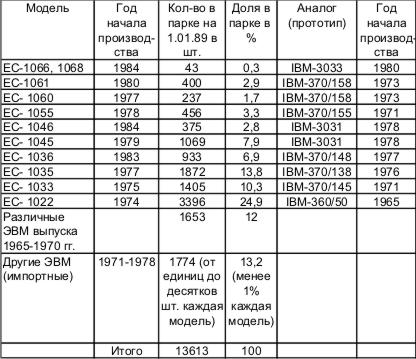 Модель Год начала производ-ства Кол-во в парке на 1.01.89 в шт. Доля в парке в % Аналог (прототип) Год начала производ-ства
ЕС-1066, 1068 1984 43 0,3 IBM-3033 1980
ЕС-1061 1980 400 2,9 IBM-370/158 1973
ЕС- 1060 1977 237 1,7 IBM-370/158 1973
ЕС- 1055 1978 456 3,3 IBM-370/155 1971
ЕС- 1046 1984 375 2,8 IBM-3031 1978
ЕС- 1045 1979 1069 7,9 IBM-3031 1978
ЕС- 1036 1983 933 6,9 IBM-370/148 1977
ЕС- 1035 1977 1872 13,8 IBM-370/138 1976
ЕС- 1033 1975 1405 10,3 IBM-370/145 1971
ЕС- 1022 1974 3396 24,9 IBM-360/50 1965
Различные ЭВМ выпуска 1965-1970 гг. 1653 12
Другие ЭВМ (импортные) 1971-1978 1774 (от единиц до десятков шт. каждая модель) 13,2 (менее 1% каждая модель)
Итого 13613 100